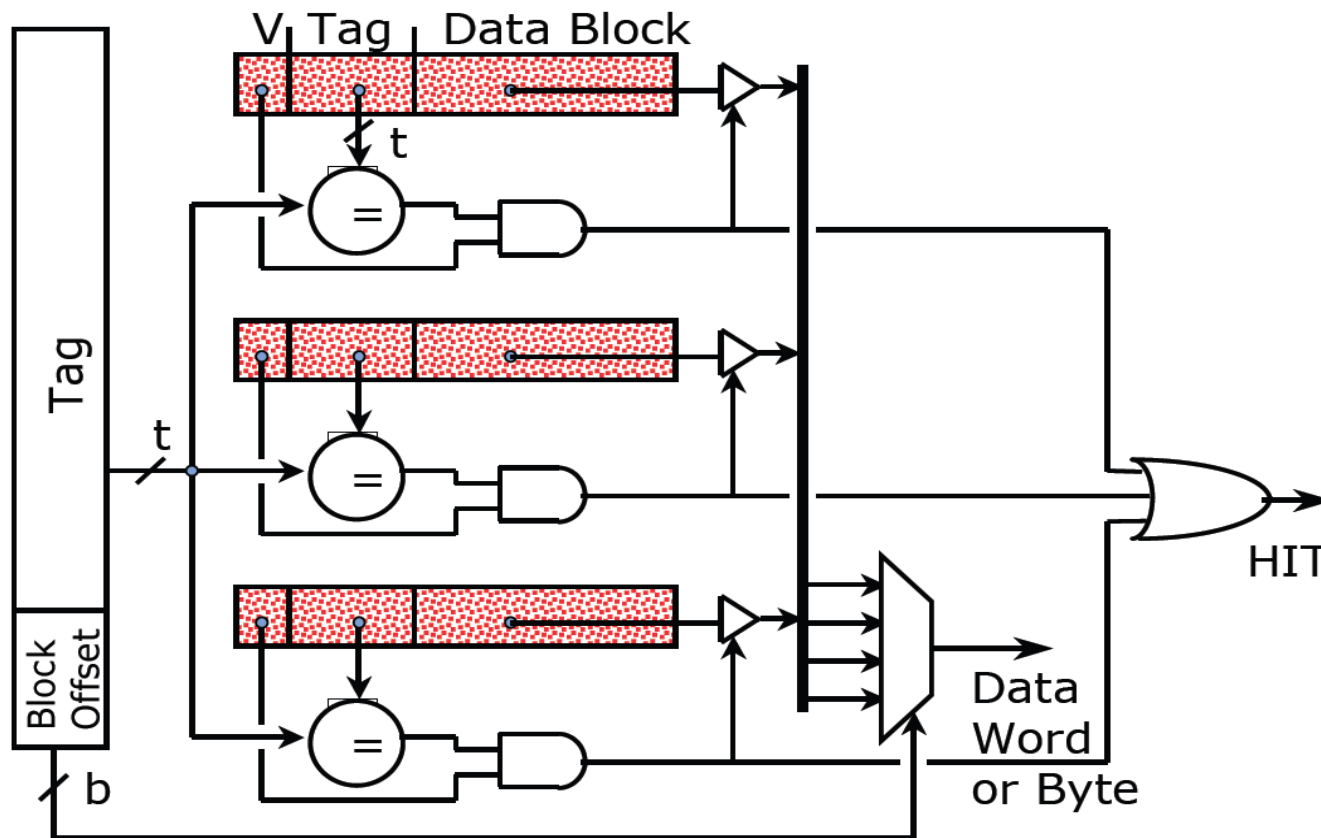 V Tag Data Block
t
=
Tag
t
=
HIT
Block
Offset
=
Data
Word
or Byte
b